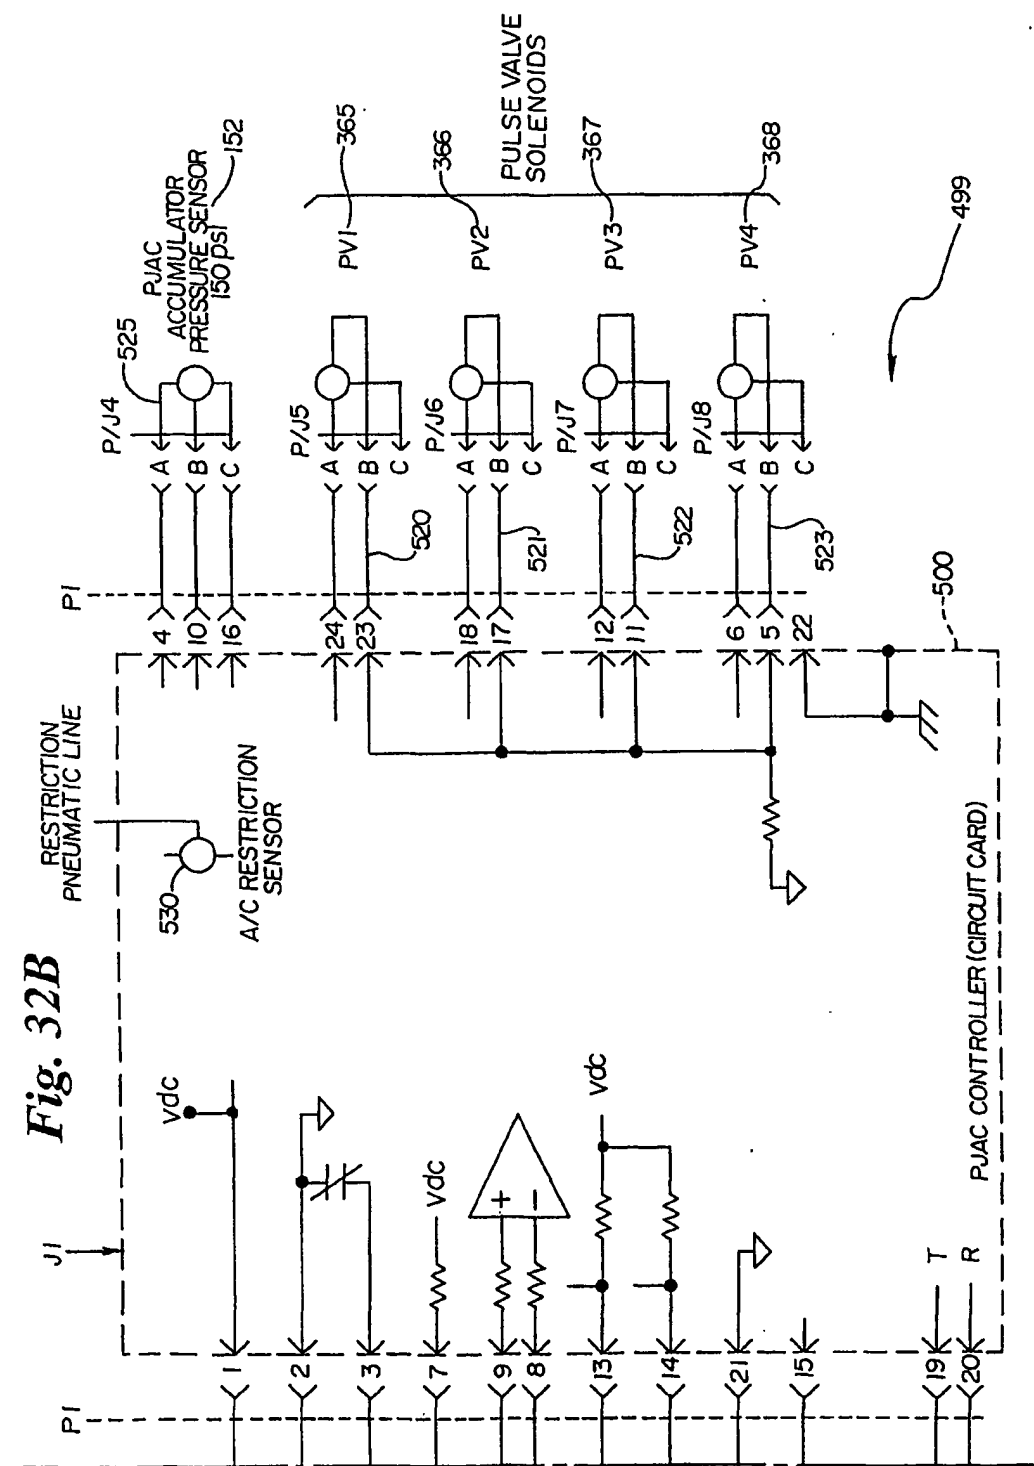 Fig. 32B
J1
P1
1
2
3
7
9
8
13
14
21
15
19
20
Vdc
Vdc
+
−
Vdc
T
R
PJAC CONTROLLER (CIRCUIT CARD)
RESTRICTION
PNEUMATIC LINE
530
A/C RESTRICTION
SENSOR
P1
4
10
16
24
23
18
17
12
11
6
5
22
500
520
521
522
523
P/J4
A
B
C
525
PJAC
ACCUMULATOR
PRESSURE SENSOR
150 psi
152
P/J5
A
B
C
PV1
365
P/J6
A
B
C
PV2
366
P/J7
A
B
C
PV3
367
P/J8
A
B
C
PV4
368
PULSE VALVE
SOLENOIDS
499